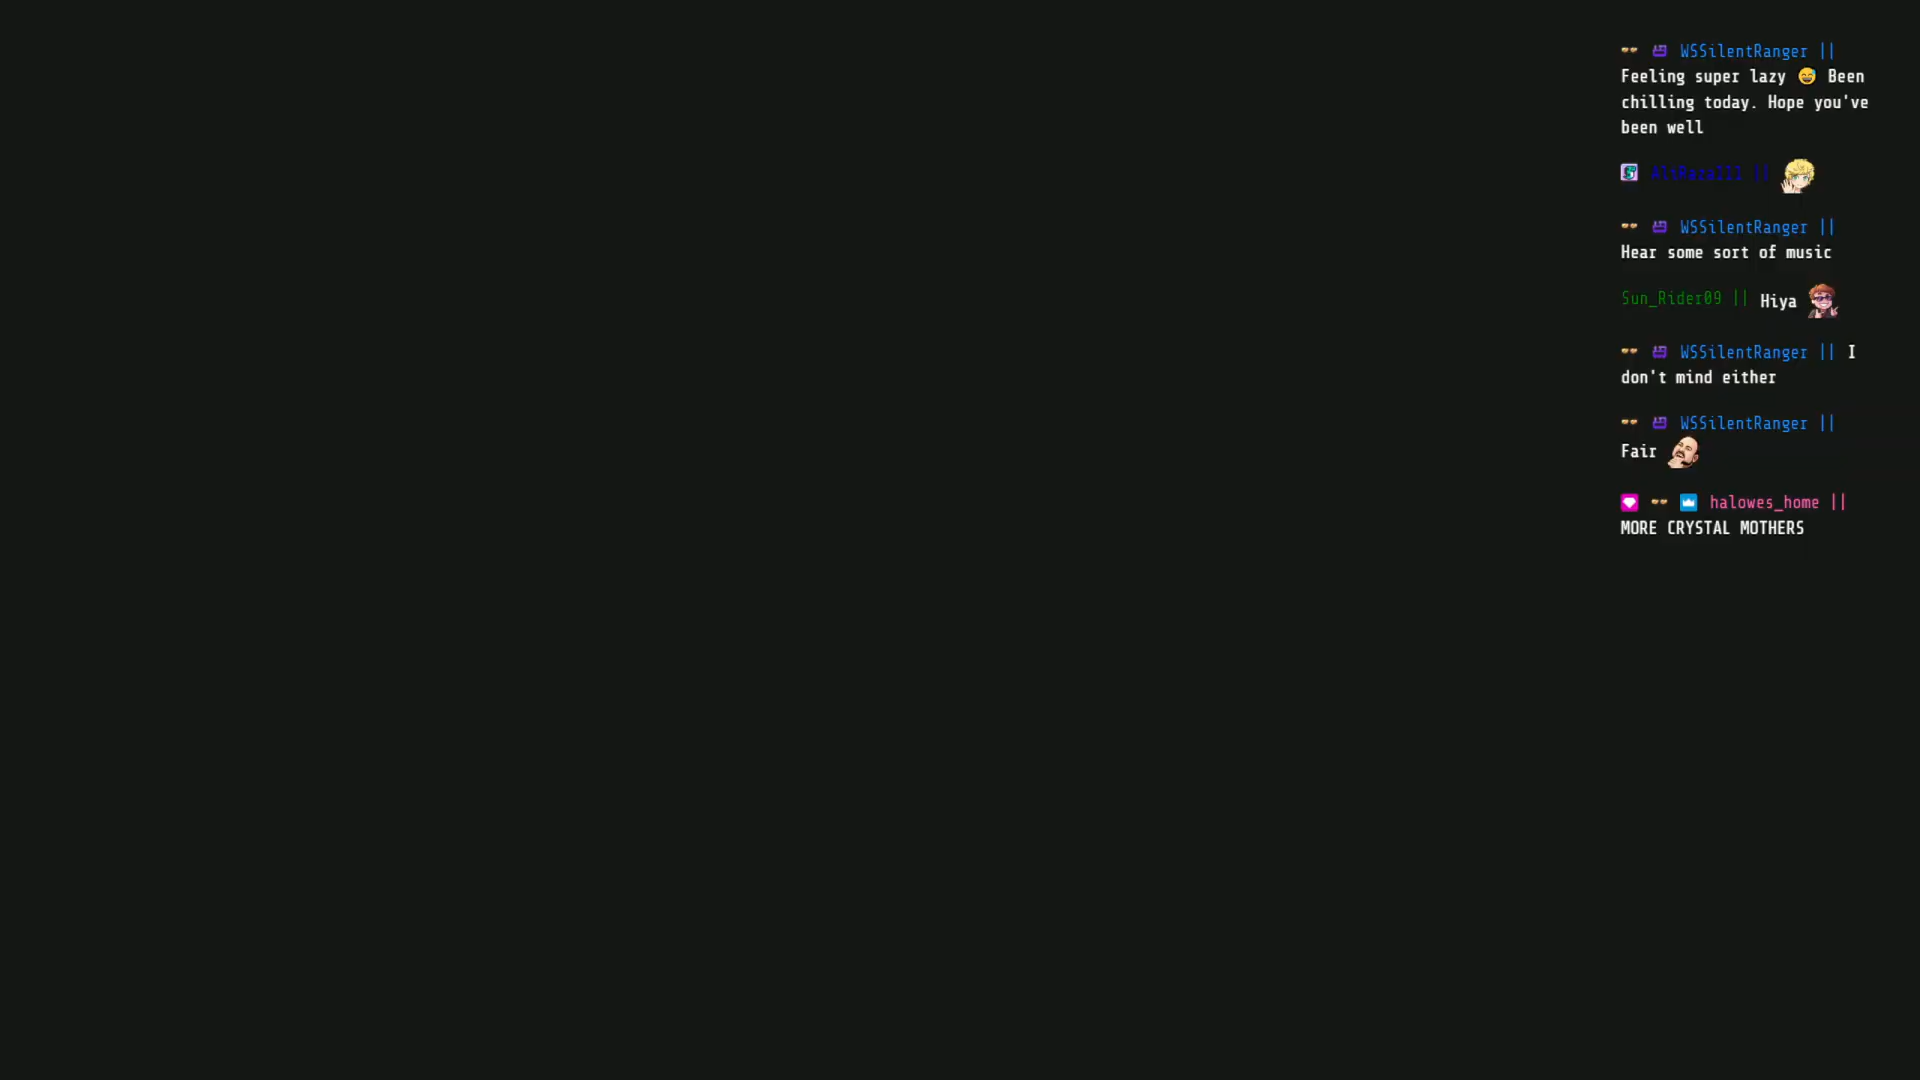 WSSilentRanger ||
Feeling super lazy 😅 Been
chilling today. Hope you've
been well
||
WSSilentRanger ||
Hear some sort of music
Sun_Rider09 || Hiya
WSSilentRanger || I
don't mind either
WSSilentRanger ||
Fair
halowes_home ||
MORE CRYSTAL MOTHERS